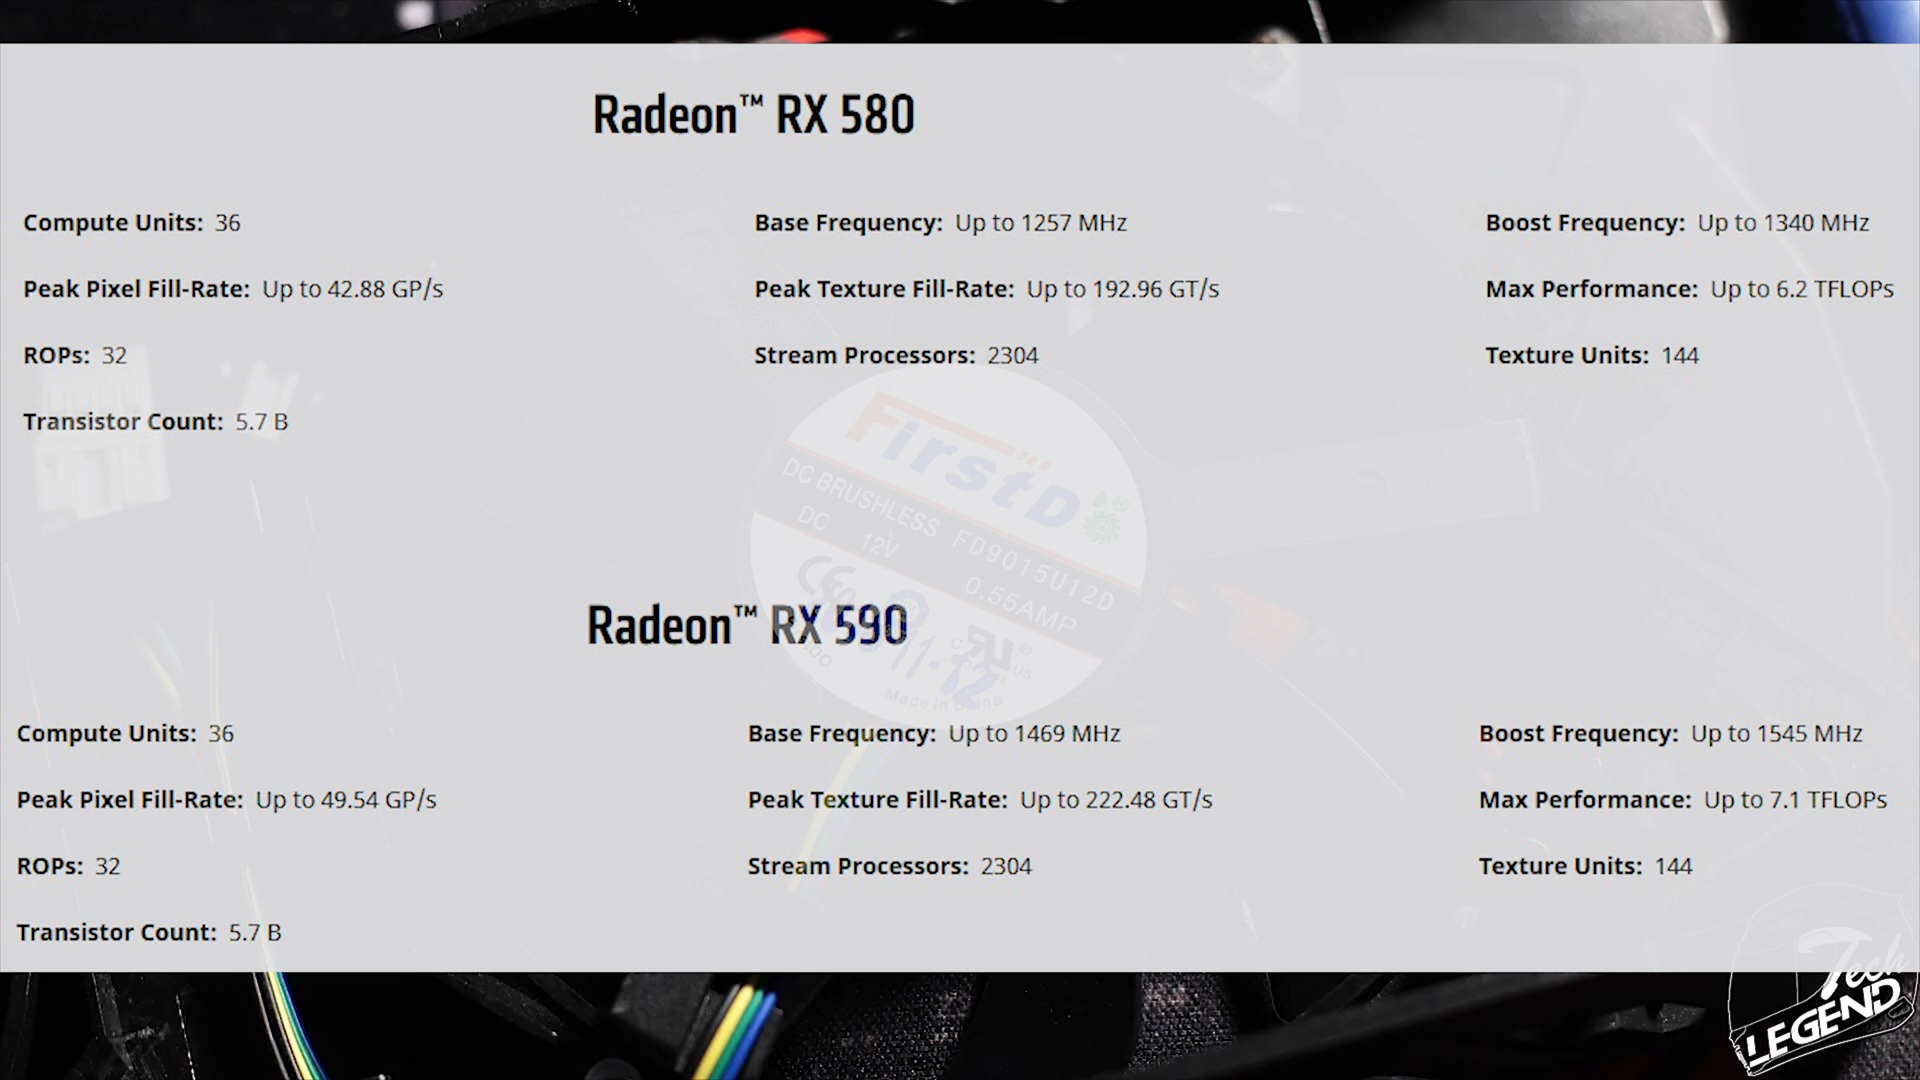 Radeon™ RX 580
Compute Units: 36
Base Frequency: Up to 1257 MHz
Boost Frequency: Up to 1340 MHz
Peak Pixel Fill-Rate: Up to 42.88 GP/s
Peak Texture Fill-Rate: Up to 192.96 GT/s
Max Performance: Up to 6.2 TFLOPs
ROPs: 32
Stream Processors: 2304
Texture Units: 144
Transistor Count: 5.7 B
FirstD
DC BRUSHLESS FD9015U12D
DC 12V 0.55AMP
Radeon™ RX 590
Made in China
Compute Units: 36
Base Frequency: Up to 1469 MHz
Boost Frequency: Up to 1545 MHz
Peak Pixel Fill-Rate: Up to 49.54 GP/s
Peak Texture Fill-Rate: Up to 222.48 GT/s
Max Performance: Up to 7.1 TFLOPs
ROPs: 32
Stream Processors: 2304
Texture Units: 144
Transistor Count: 5.7 B
Tech
LEGEND